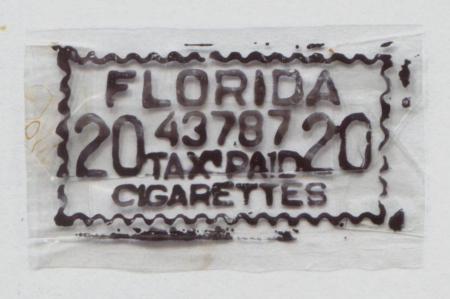 FLORIDA
20 43787 20
TAX PAID
CIGARETTES